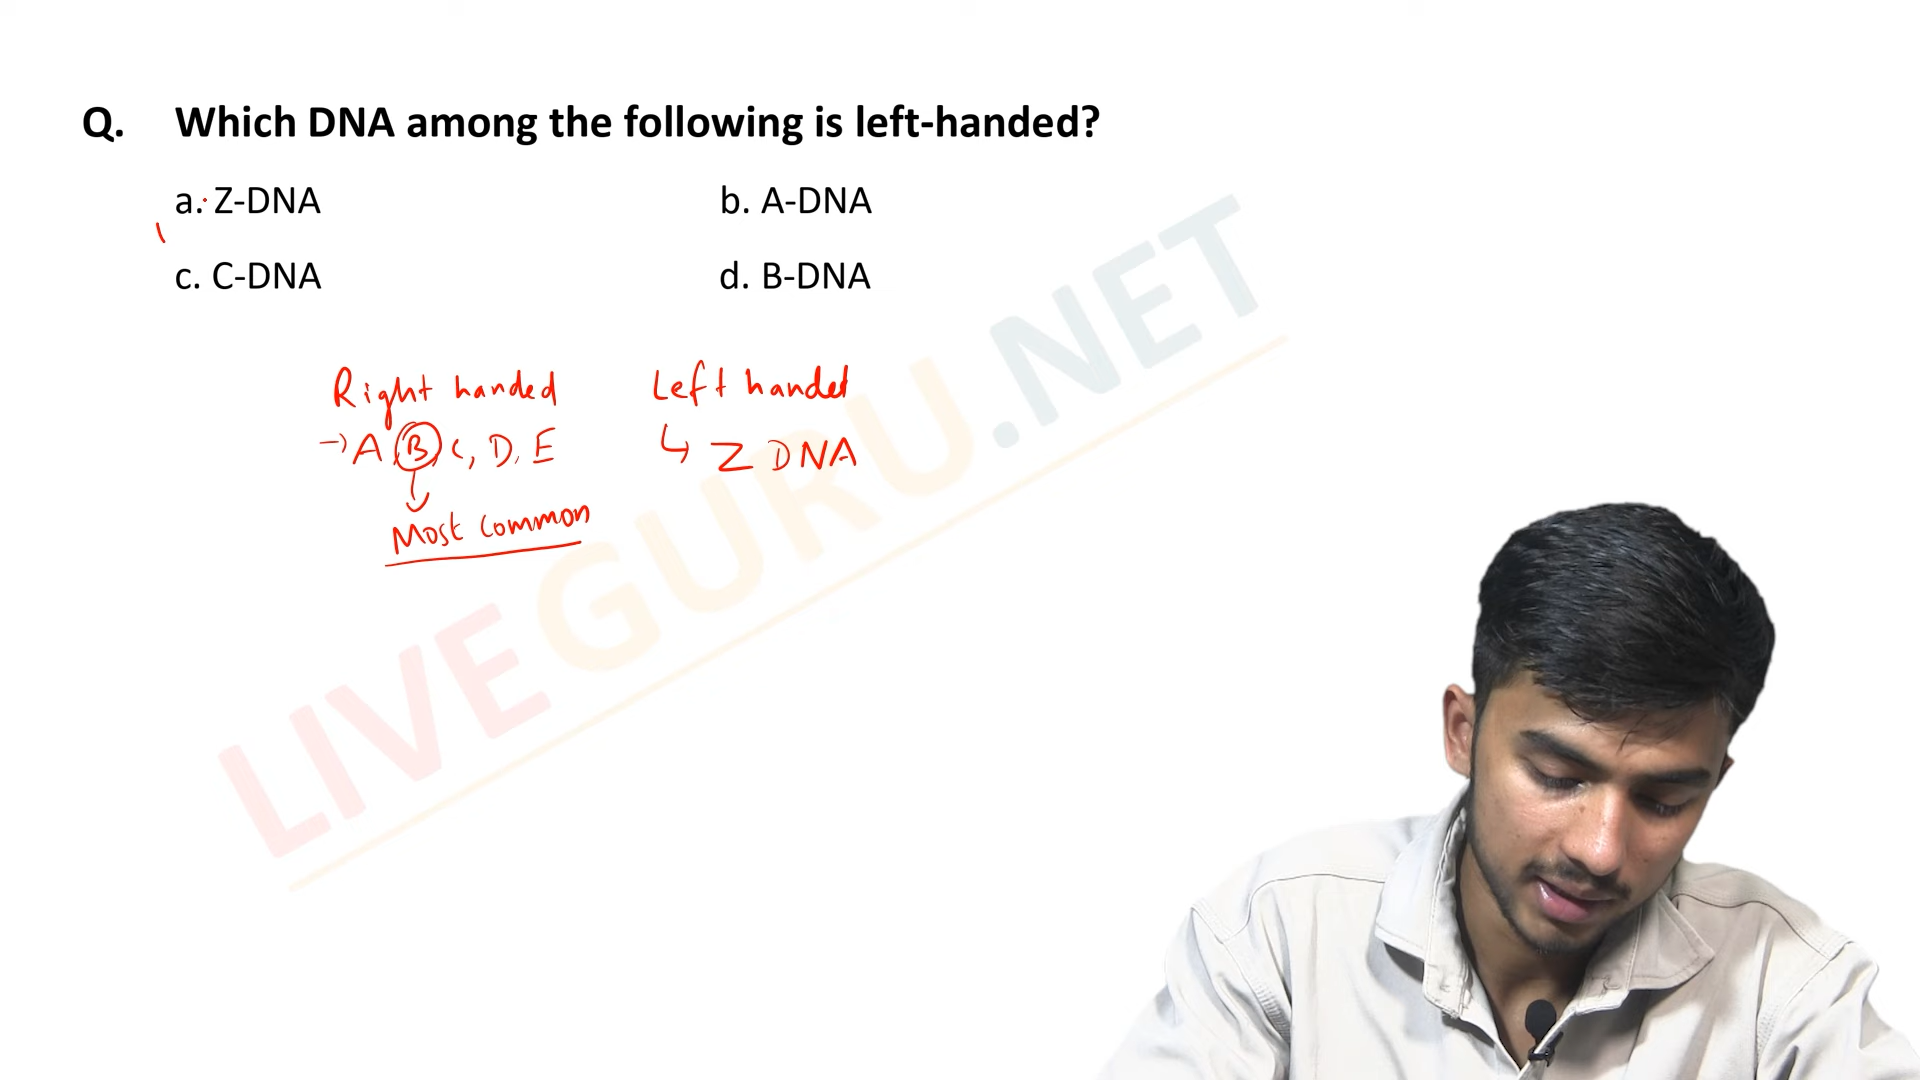 Q. Which DNA among the following is left-handed?
a. Z-DNA b. A-DNA
c. C-DNA d. B-DNA
Right handed Left handed
→ A, B, C, D, E ↳ Z DNA
Most common
LIVEGURU.NET